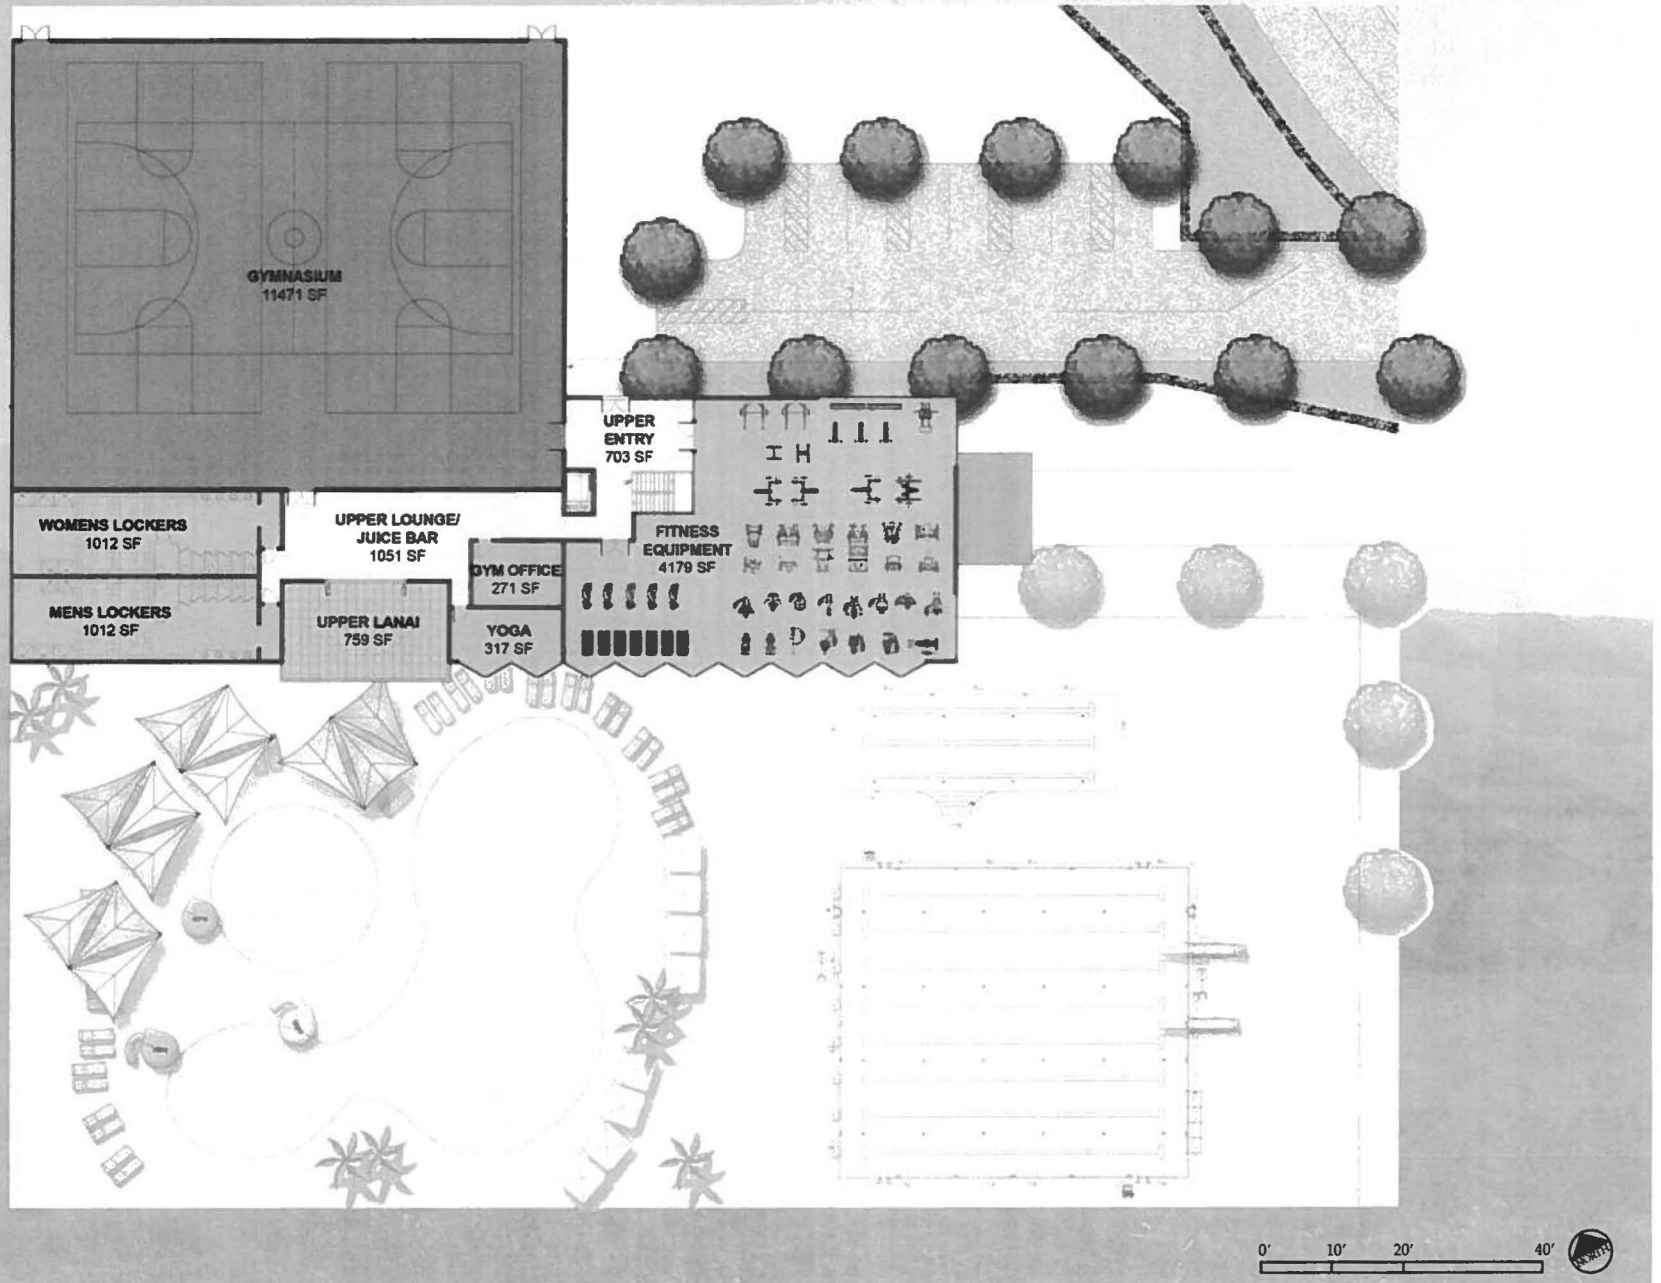 GYMNASIUM
11471 SF
UPPER
ENTRY
703 SF
WOMENS LOCKERS
1012 SF
UPPER LOUNGE/
JUICE BAR
1051 SF
FITNESS
EQUIPMENT
4179 SF
GYM OFFICE
271 SF
MENS LOCKERS
1012 SF
UPPER LANAI
759 SF
YOGA
317 SF
0' 10' 20' 40'
NORTH